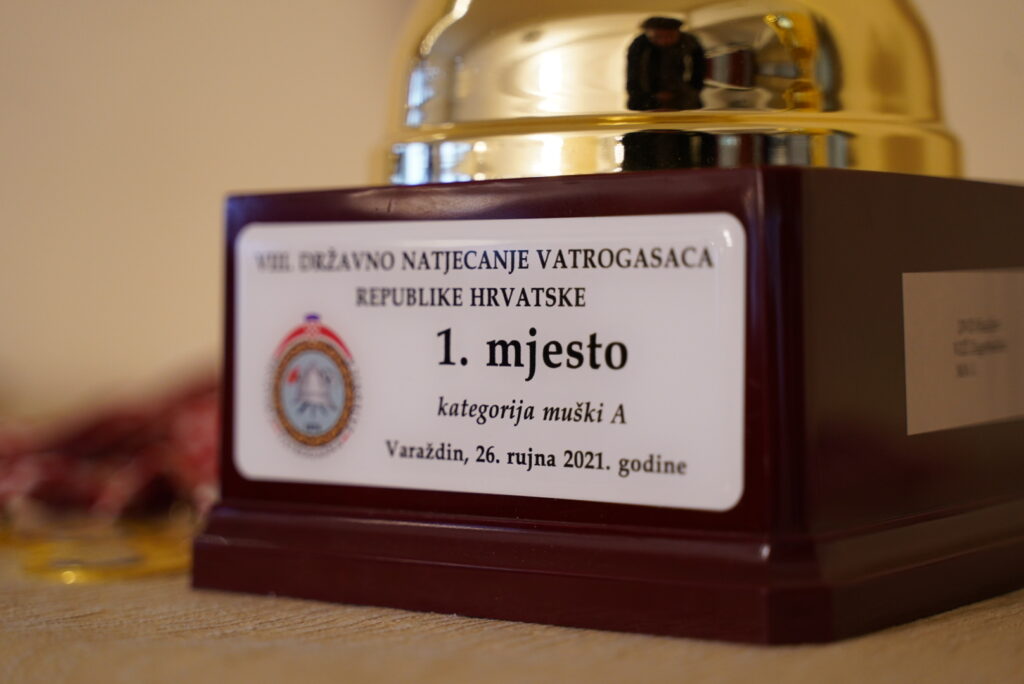 VIII. DRŽAVNO NATJECANJE VATROGASACA
REPUBLIKE HRVATSKE
1. mjesto
kategorija muški A
Varaždin, 26. rujna 2021. godine